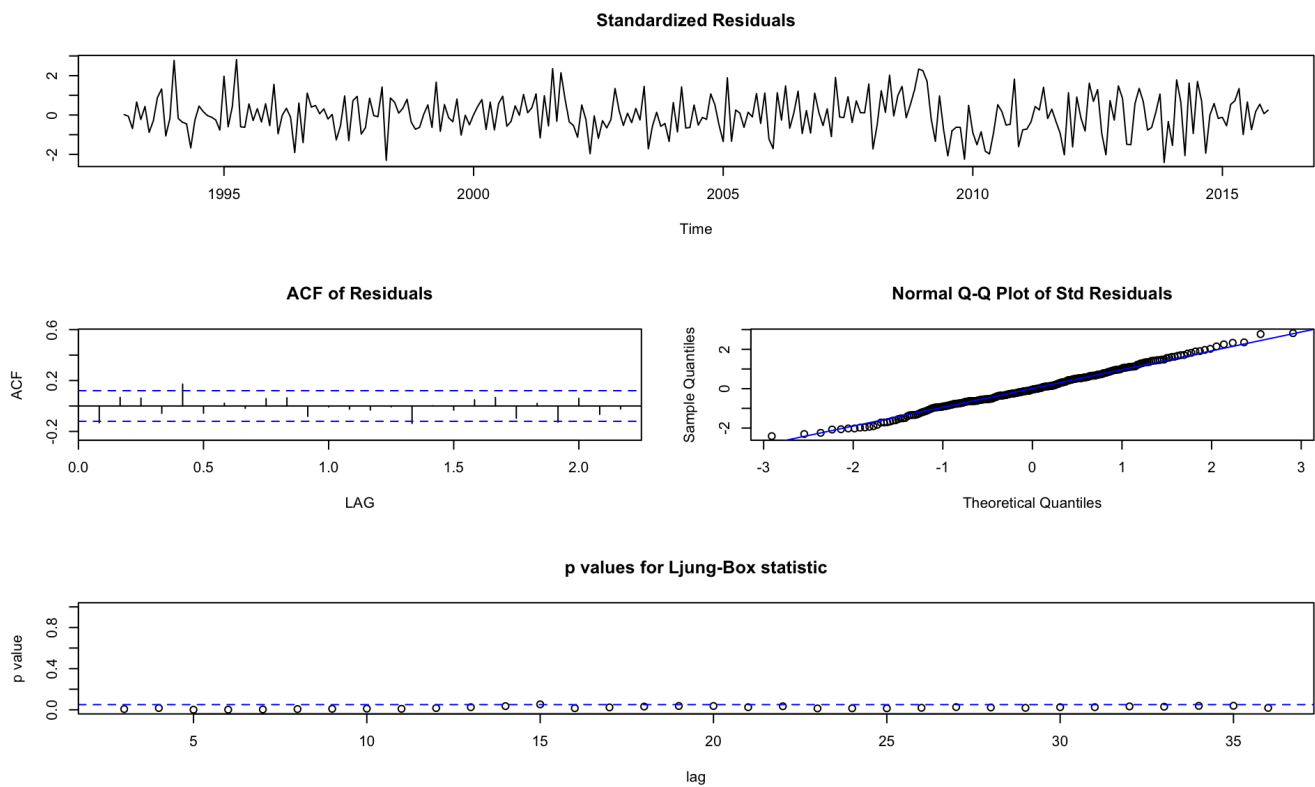 Standardized Residuals
2
0
-2
1995 2000 2005 2010 2015
Time
ACF of Residuals
ACF
0.6
0.2
-0.2
0.0 0.5 1.0 1.5 2.0
LAG
Normal Q-Q Plot of Std Residuals
Sample Quantiles
2
0
-2
-3 -2 -1 0 1 2 3
Theoretical Quantiles
p values for Ljung-Box statistic
p value
0.8
0.4
0.0
5 10 15 20 25 30 35
lag